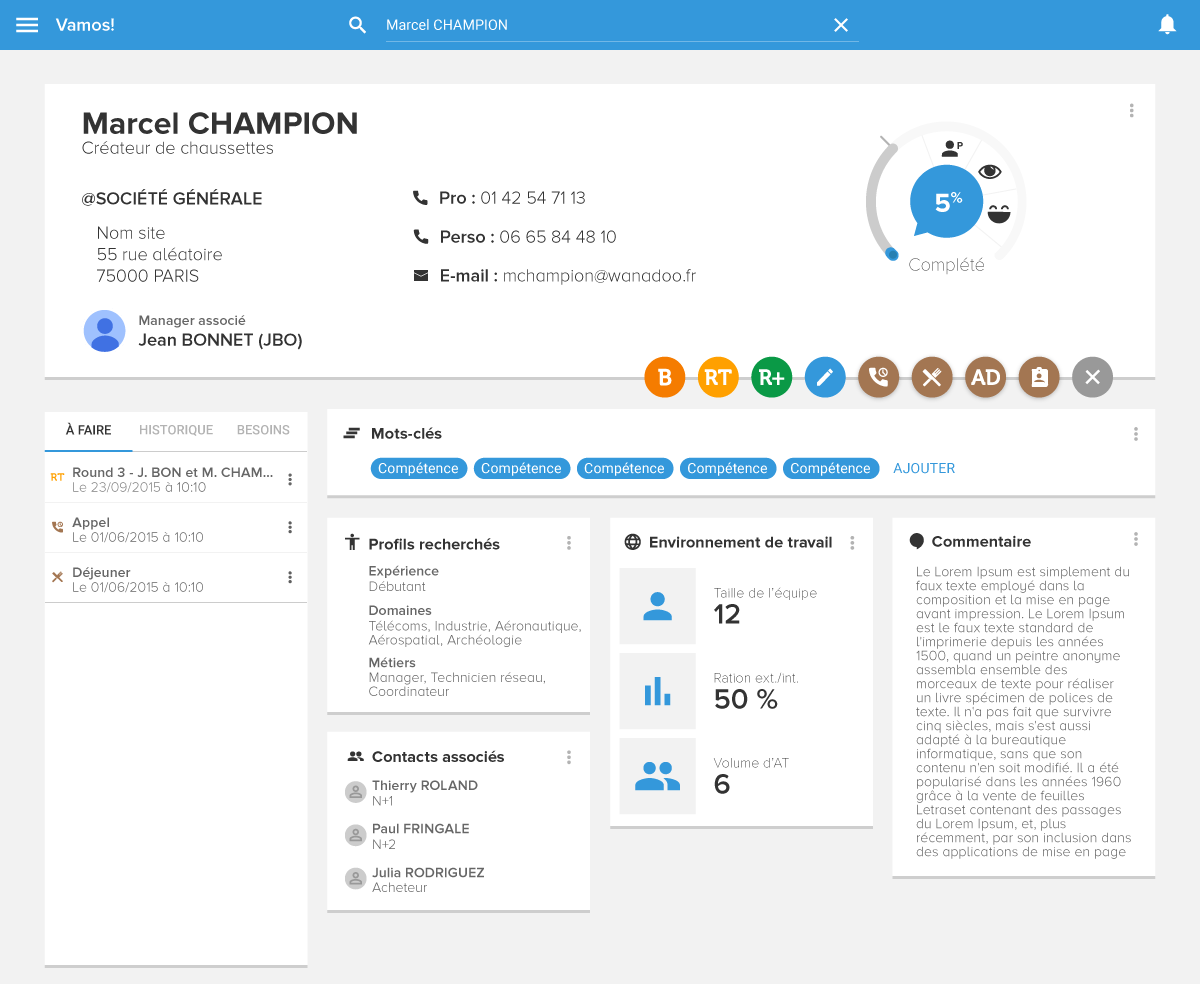 Vamos!
Marcel CHAMPION
Marcel CHAMPION
Créateur de chaussettes
@SOCIÉTÉ GÉNÉRALE
Nom site
55 rue aléatoire
75000 PARIS
Manager associé
Jean BONNET (JBO)
Pro : 01 42 54 71 13
Perso : 06 65 84 48 10
E-mail : mchampion@wanadoo.fr
P
5%
Complété
B RT R+ AD
À FAIRE HISTORIQUE BESOINS
RT Round 3 - J. BON et M. CHAM...
Le 23/09/2015 à 10:10
Appel
Le 01/06/2015 à 10:10
Déjeuner
Le 01/06/2015 à 10:10
Mots-clés
Compétence Compétence Compétence Compétence Compétence AJOUTER
Profils recherchés
Expérience
Débutant
Domaines
Télécoms, Industrie, Aéronautique,
Aérospatial, Archéologie
Métiers
Manager, Technicien réseau,
Coordinateur
Contacts associés
Thierry ROLAND
N+1
Paul FRINGALE
N+2
Julia RODRIGUEZ
Acheteur
Environnement de travail
Taille de l'équipe
12
Ration ext./int.
50 %
Volume d'AT
6
Commentaire
Le Lorem Ipsum est simplement du
faux texte employé dans la
composition et la mise en page
avant impression. Le Lorem Ipsum
est le faux texte standard de
l'imprimerie depuis les années
1500, quand un peintre anonyme
assembla ensemble des
morceaux de texte pour réaliser
un livre spécimen de polices de
texte. Il n'a pas fait que survivre
cinq siècles, mais s'est aussi
adapté à la bureautique
informatique, sans que son
contenu n'en soit modifié. Il a été
popularisé dans les années 1960
grâce à la vente de feuilles
Letraset contenant des passages
du Lorem Ipsum, et, plus
récemment, par son inclusion dans
des applications de mise en page